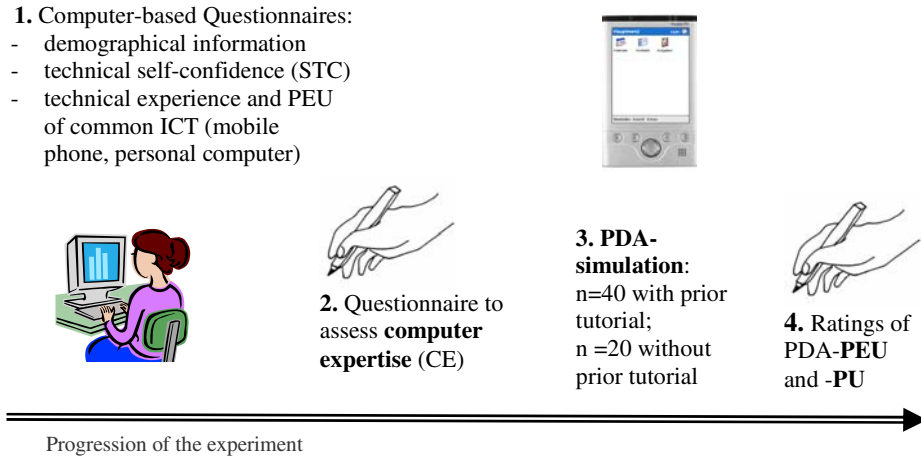 1. Computer-based Questionnaires:
- demographical information
- technical self-confidence (STC)
- technical experience and PEU
of common ICT (mobile
phone, personal computer)
2. Questionnaire to
assess computer
expertise (CE)
3. PDA-
simulation:
n=40 with prior
tutorial;
n =20 without
prior tutorial
4. Ratings of
PDA-PEU
and -PU
Progression of the experiment